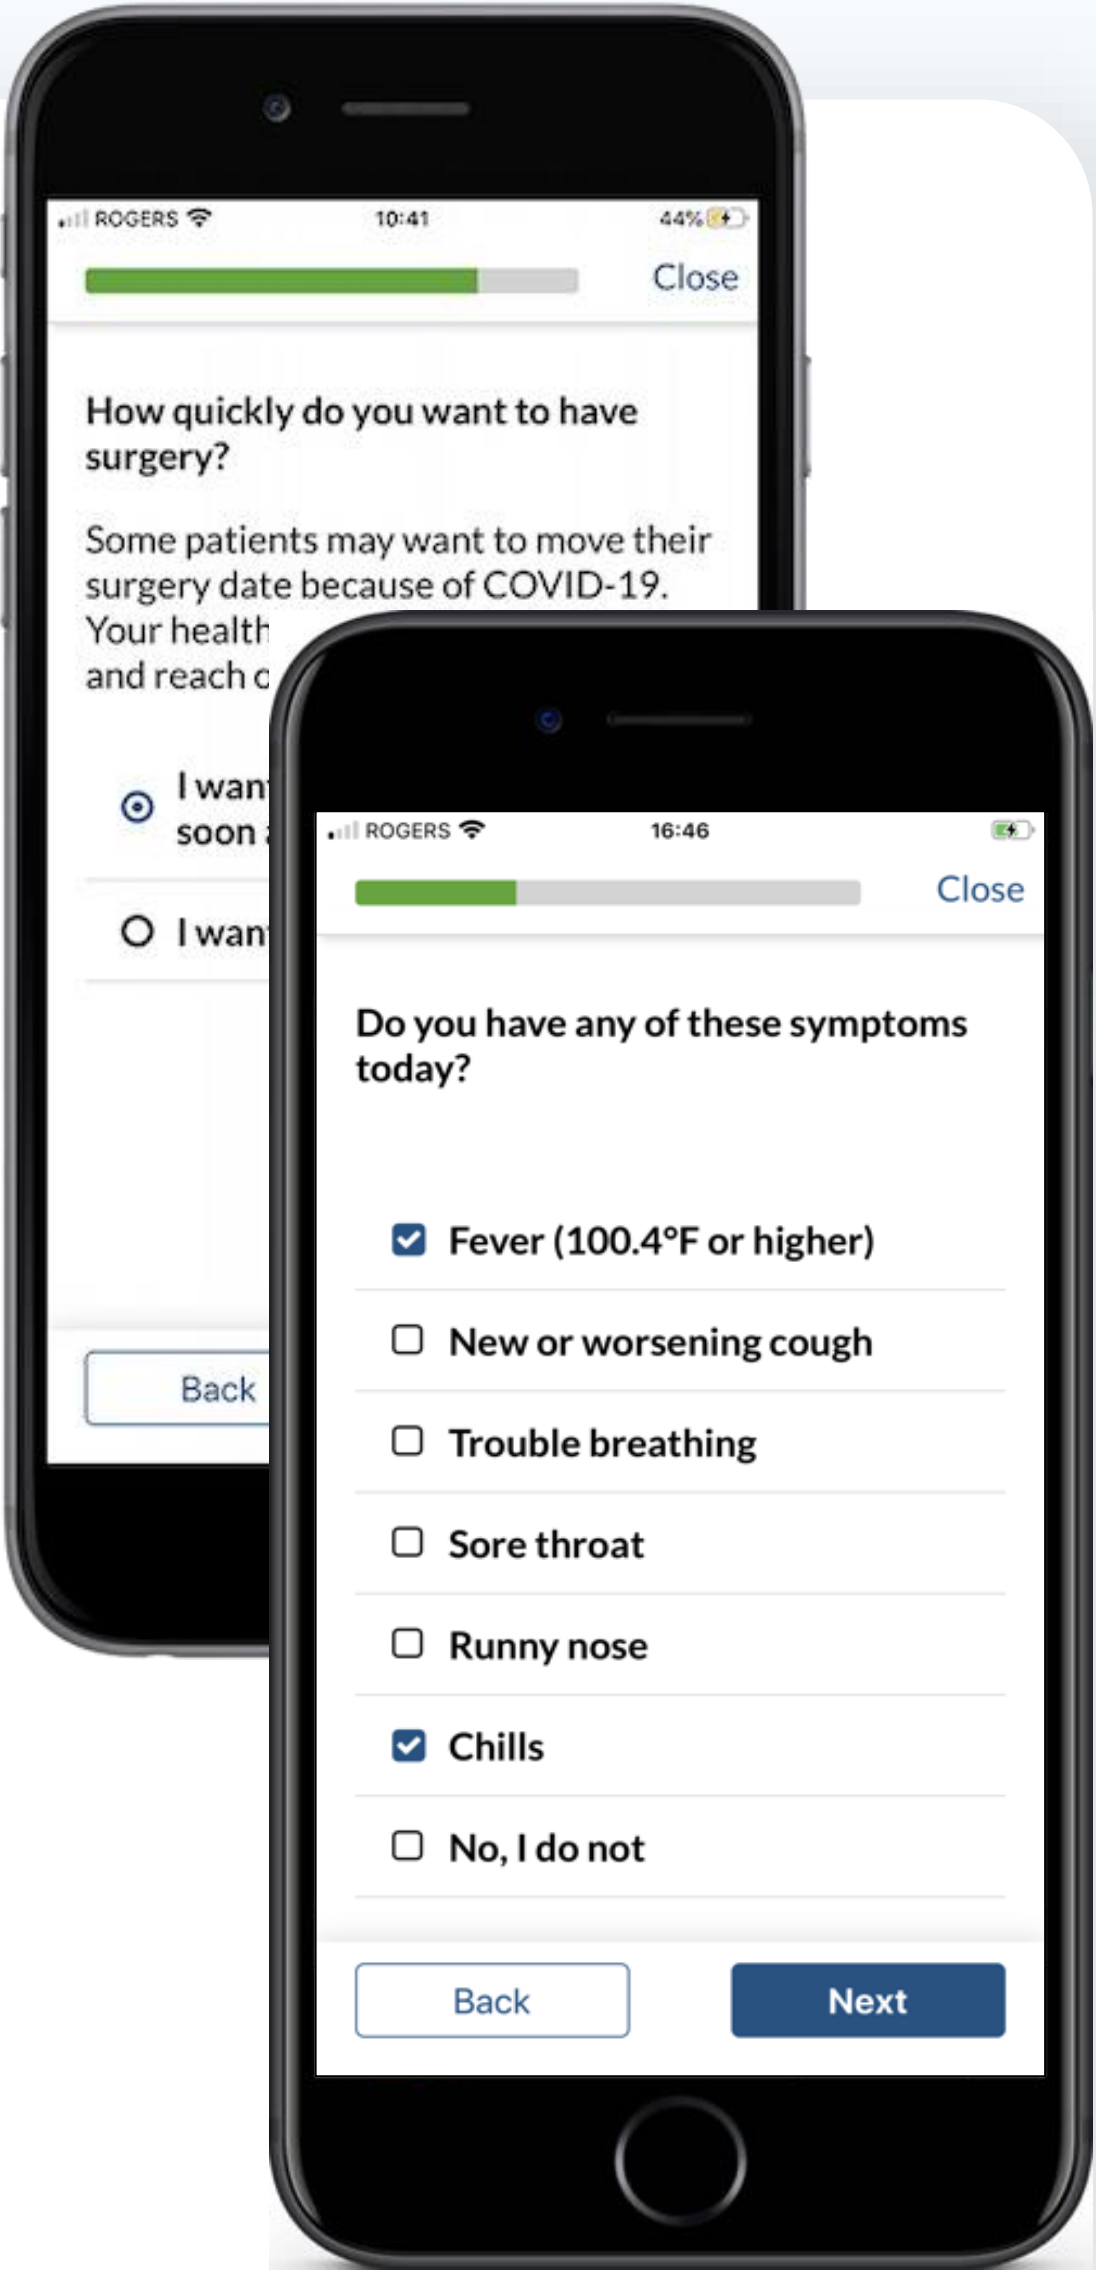 ROGERS 10:41 44%
Close
How quickly do you want to have
surgery?
Some patients may want to move their
surgery date because of COVID-19.
Your health
and reach
I
soon
I
Back
ROGERS 16:46
Close
Do you have any of these symptoms
today?
Fever (100.4°F or higher)
New or worsening cough
Trouble breathing
Sore throat
Runny nose
Chills
No, I do not
Back Next